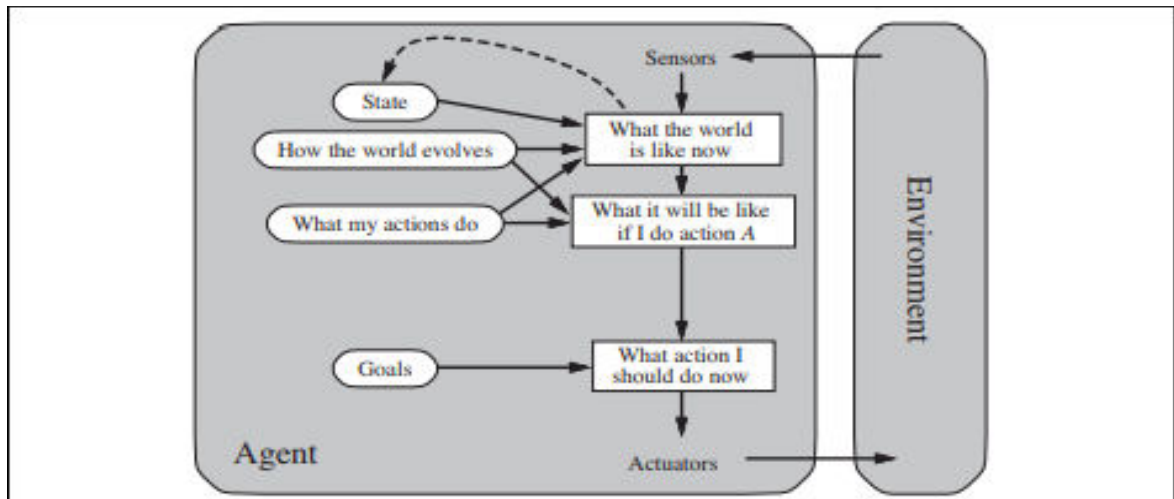 Sensors
State
What the world
is like now
How the world evolves
What my actions do
What it will be like
if I do action A
Goals
What action I
should do now
Agent
Actuators
Environment